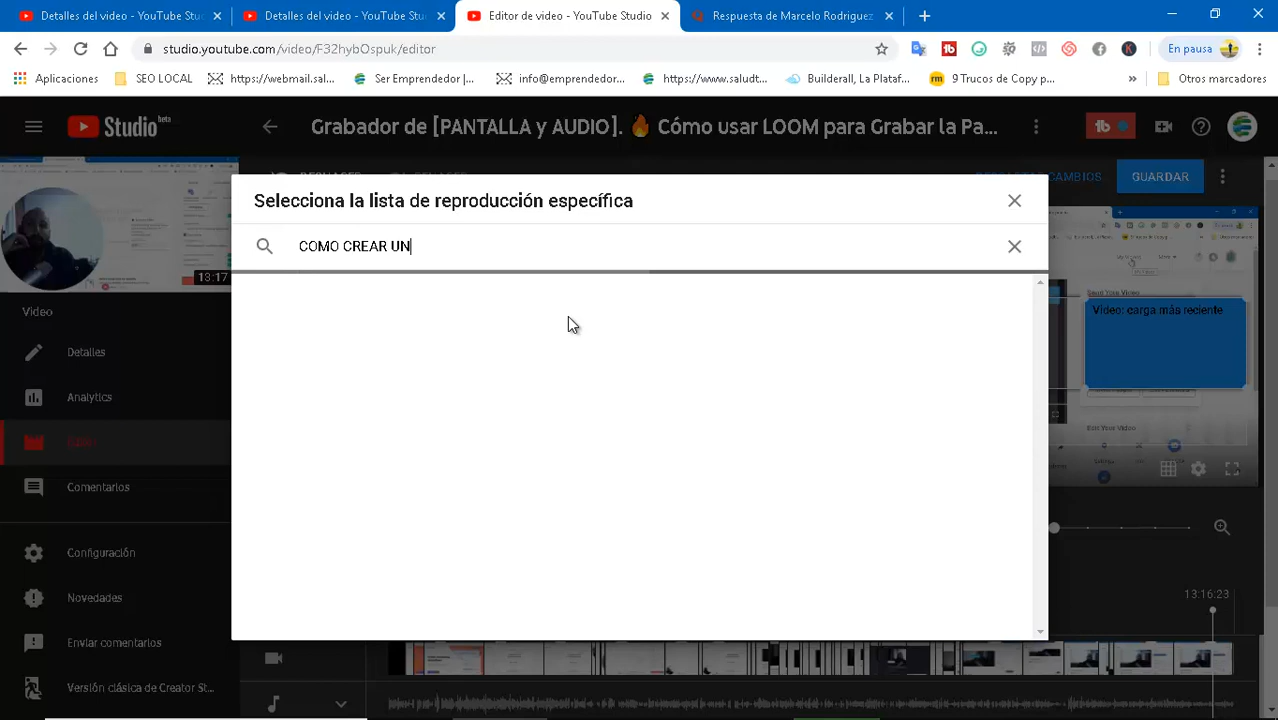 Detalles del video - YouTube Stu
Detalles del video - YouTube Stu
Editor de video - YouTube Studio
Respuesta de Marcelo Rodriguez
studio.youtube.com/video/F32hybOspuk/editor
En pausa
Aplicaciones
SEO LOCAL
https://webmail.sal...
Ser Emprendedor |...
info@emprendedor...
https://www.saludt...
Builderall, La Plataf...
9 Trucos de Copy y p...
Otros marcadores
Studio beta
Grabador de [PANTALLA y AUDIO]. 🔥 Cómo usar LOOM para Grabar la Pa...
GUARDAR
Selecciona la lista de reproducción específica
COMO CREAR UN
13:17
Video
Detalles
Analytics
Editor
Comentarios
Configuración
Novedades
Enviar comentarios
Versión clásica de Creator St...
Video: carga más reciente
13:16:23